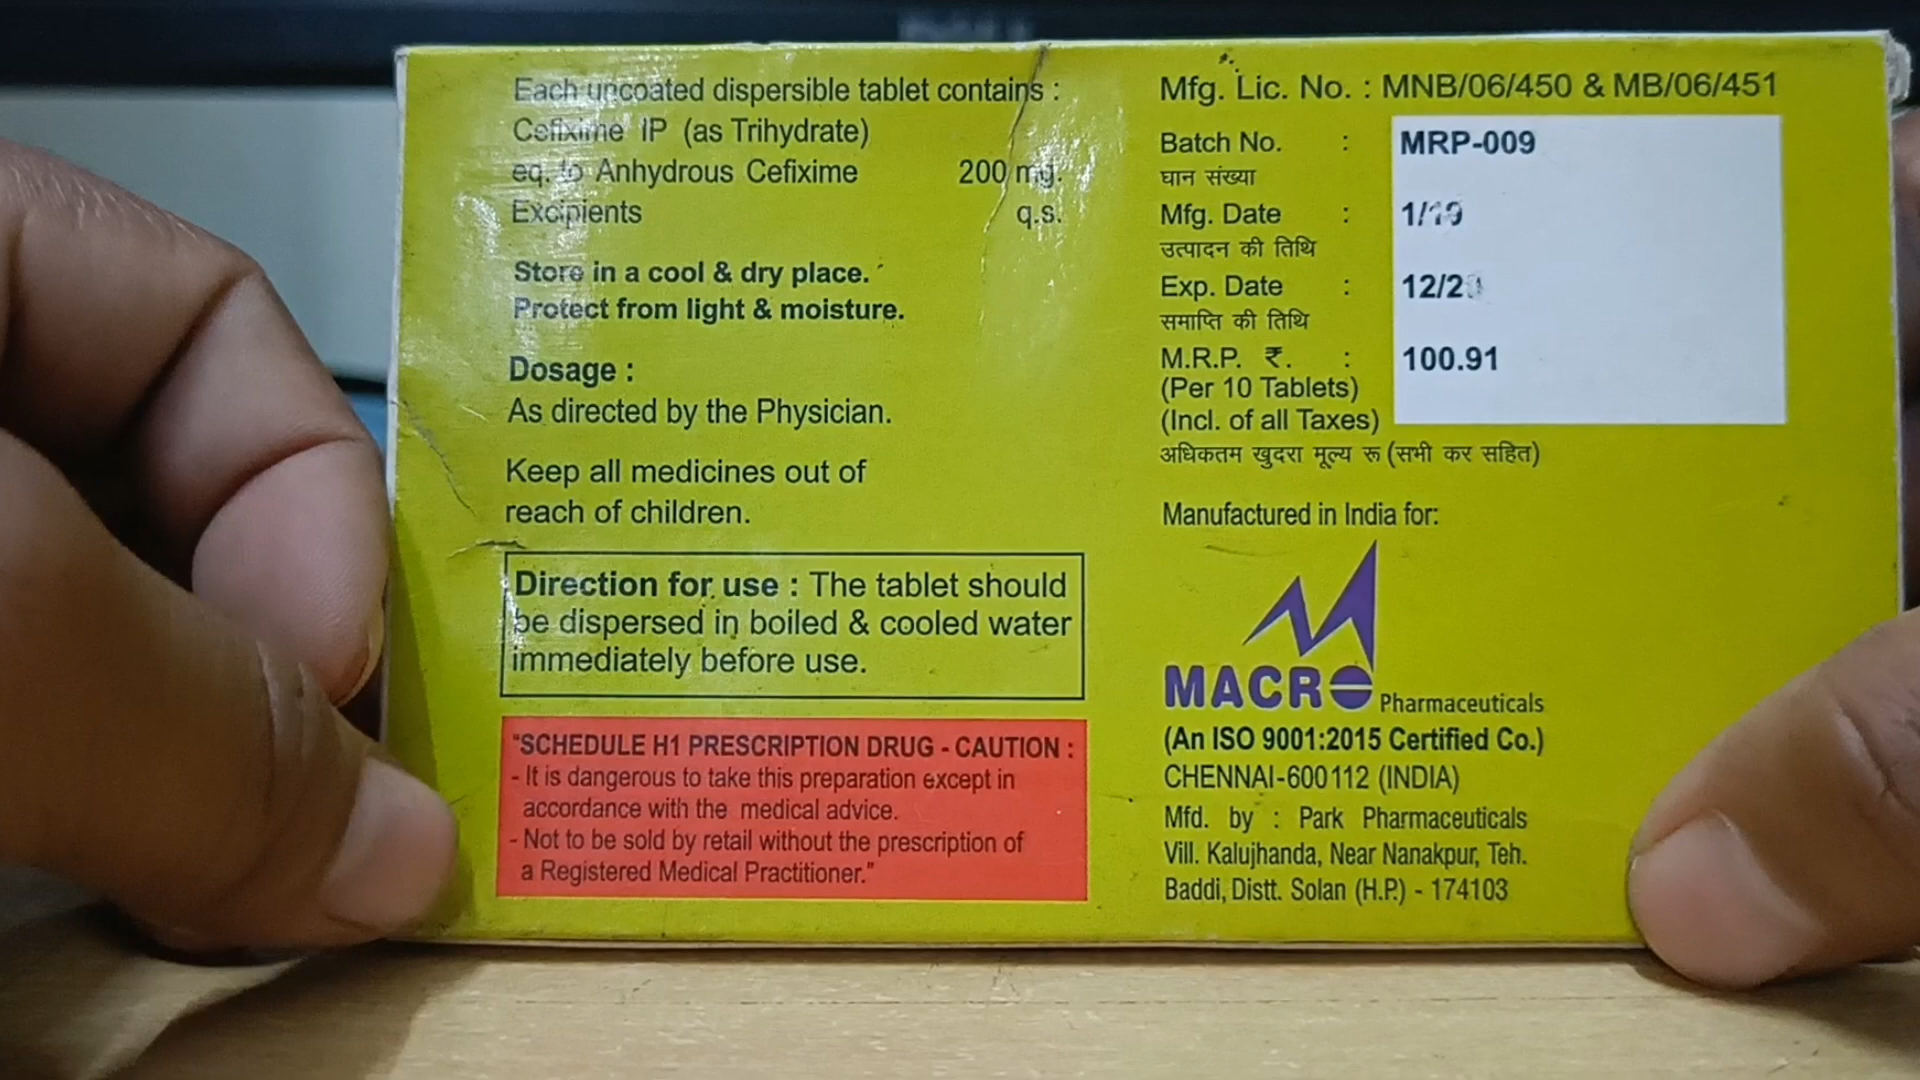 Each uncoated dispersible tablet contains :
Cefixime IP (as Trihydrate)
eq. to Anhydrous Cefixime 200 mg.
Excipients q.s.
Store in a cool & dry place.
Protect from light & moisture.
Dosage :
As directed by the Physician.
Keep all medicines out of
reach of children.
Direction for use : The tablet should
be dispersed in boiled & cooled water
immediately before use.
"SCHEDULE H1 PRESCRIPTION DRUG - CAUTION :
- It is dangerous to take this preparation except in
accordance with the medical advice.
- Not to be sold by retail without the prescription of
a Registered Medical Practitioner."
Mfg. Lic. No. : MNB/06/450 & MB/06/451
Batch No. : MRP-009
घान संख्या
Mfg. Date : 1/19
उत्पादन की तिथि
Exp. Date :
समाप्ति की तिथि
M.R.P. ₹. : 100.91
(Per 10 Tablets)
(Incl. of all Taxes)
अधिकतम खुदरा मूल्य रू (सभी कर सहित)
Manufactured in India for:
MACRO Pharmaceuticals
(An ISO 9001:2015 Certified Co.)
CHENNAI-600112 (INDIA)
Mfd. by : Park Pharmaceuticals
Vill. Kalujhanda, Near Nanakpur, Teh.
Baddi, Distt. Solan (H.P.) - 174103